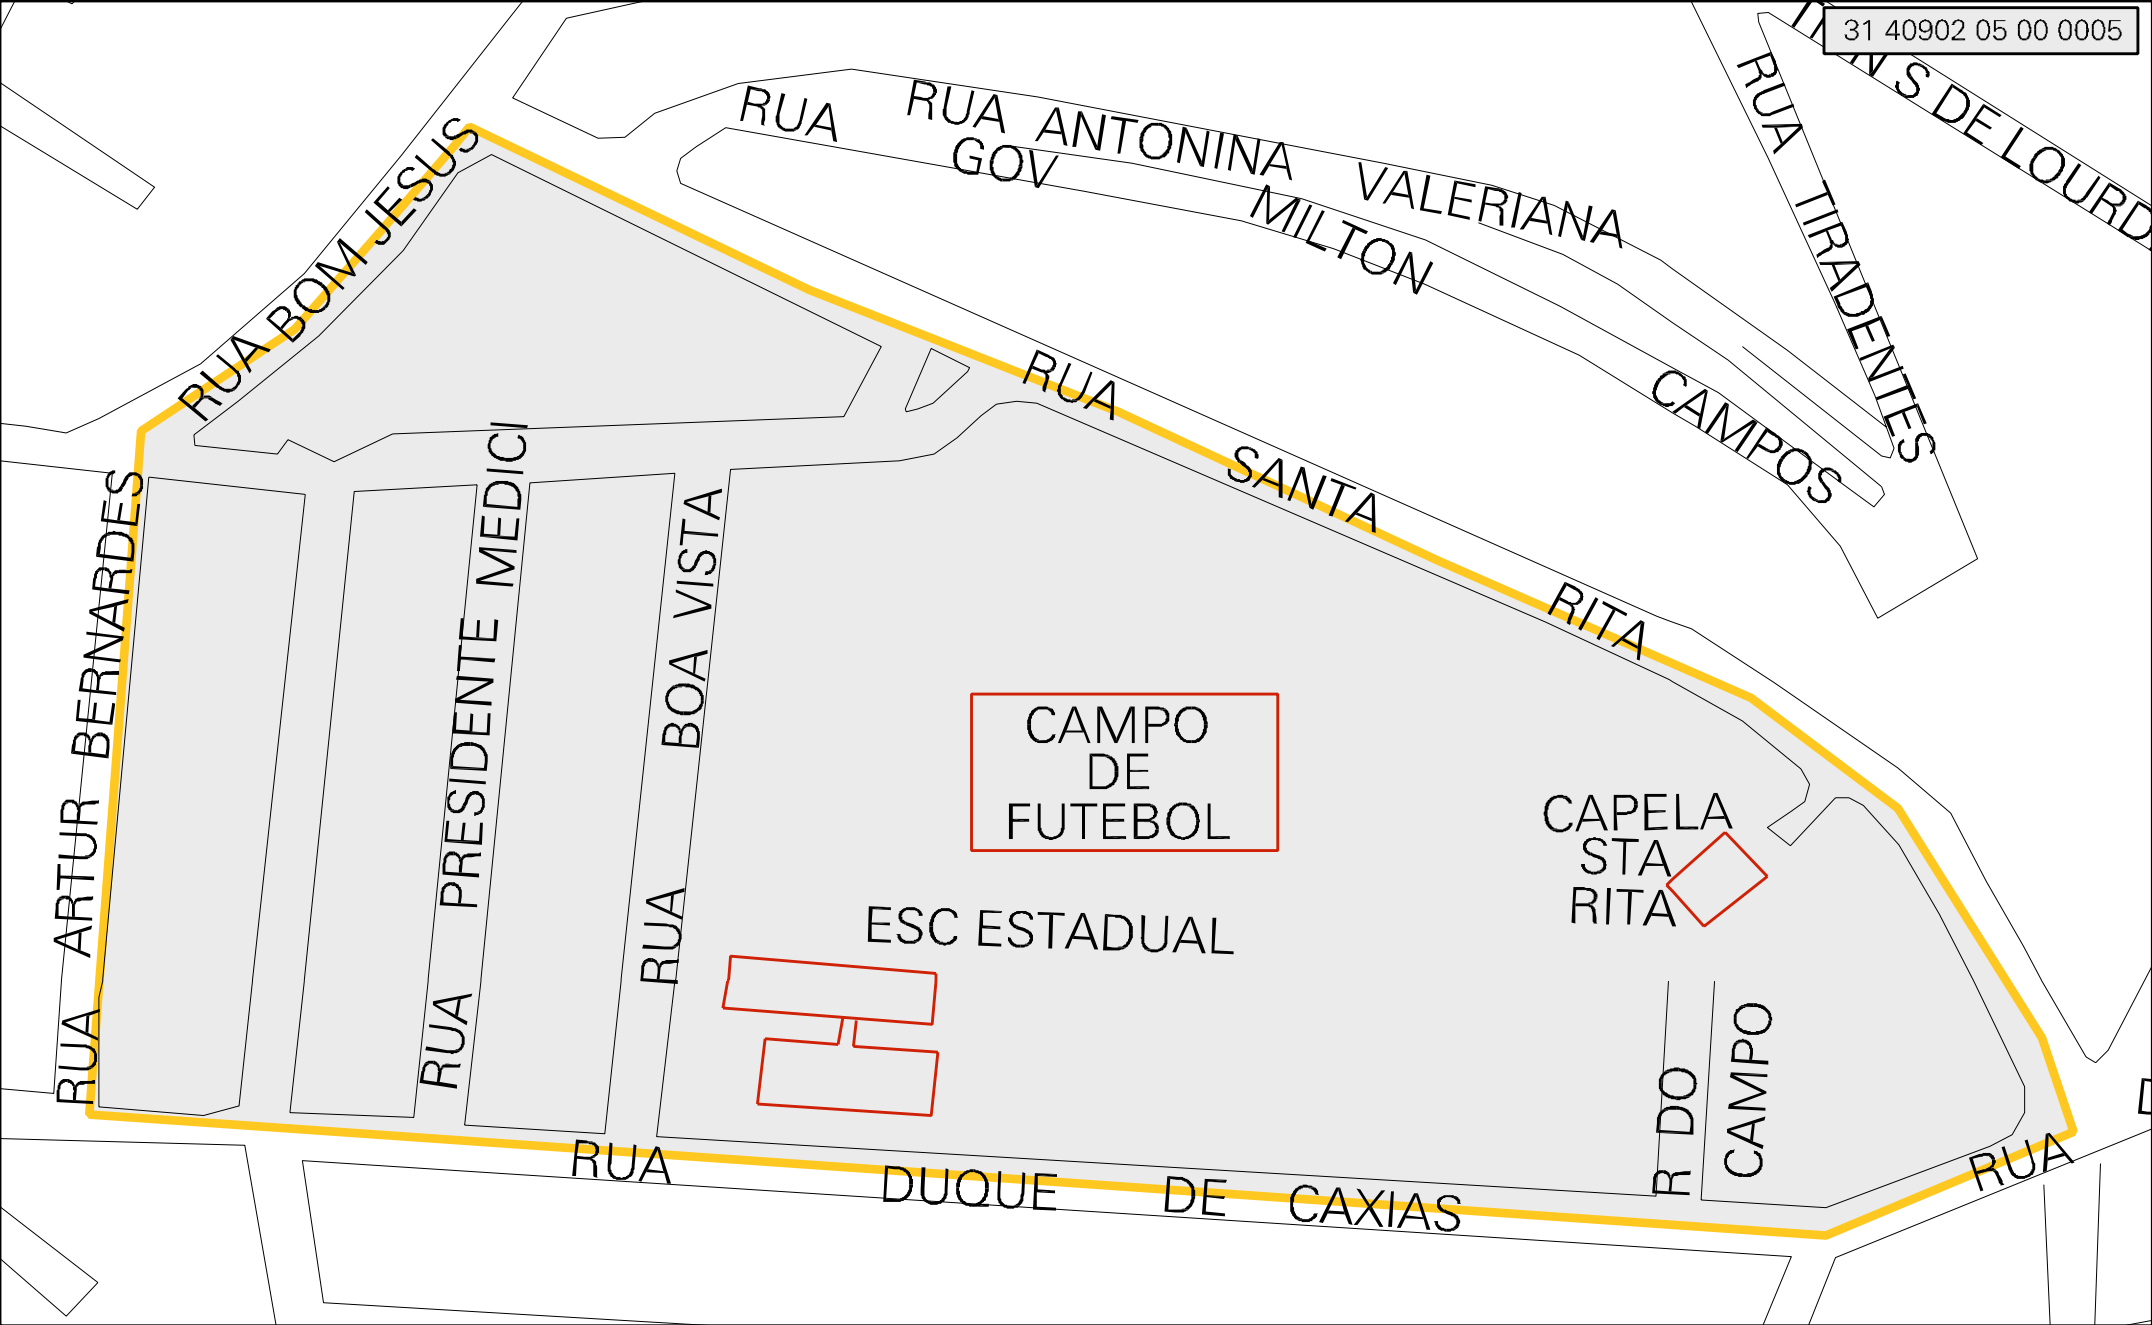 31 40902 05 00 0005
S DE LOURD
RUA TIRADENTES
RUA ANTONINA VALERIANA
RUA GOV MILTON CAMPOS
RUA BOM JESUS
RUA SANTA RITA
RUA ARTUR BERNARDES
RUA PRESIDENTE MEDICI
RUA BOA VISTA
CAMPO
DE
FUTEBOL
CAPELA
STA
RITA
ESC ESTADUAL
R DO
CAMPO
RUA DUQUE DE CAXIAS
RUA